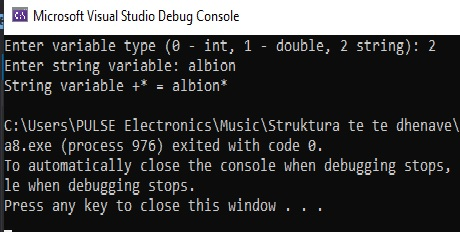 Microsoft Visual Studio Debug Console
Enter variable type (0 - int, 1 - double, 2 string): 2
Enter string variable: albion
String variable +* = albion*
C:\Users\PULSE Electronics\Music\Struktura te te dhenave\
a8.exe (process 976) exited with code 0.
To automatically close the console when debugging stops,
le when debugging stops.
Press any key to close this window . . .